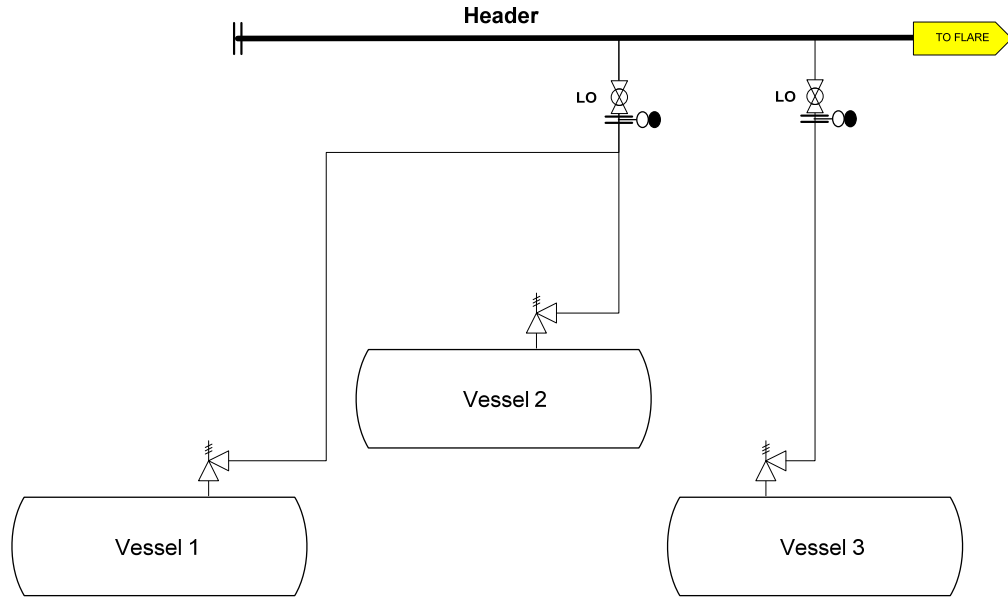 Header
TO FLARE
LO
LO
Vessel 2
Vessel 1
Vessel 3